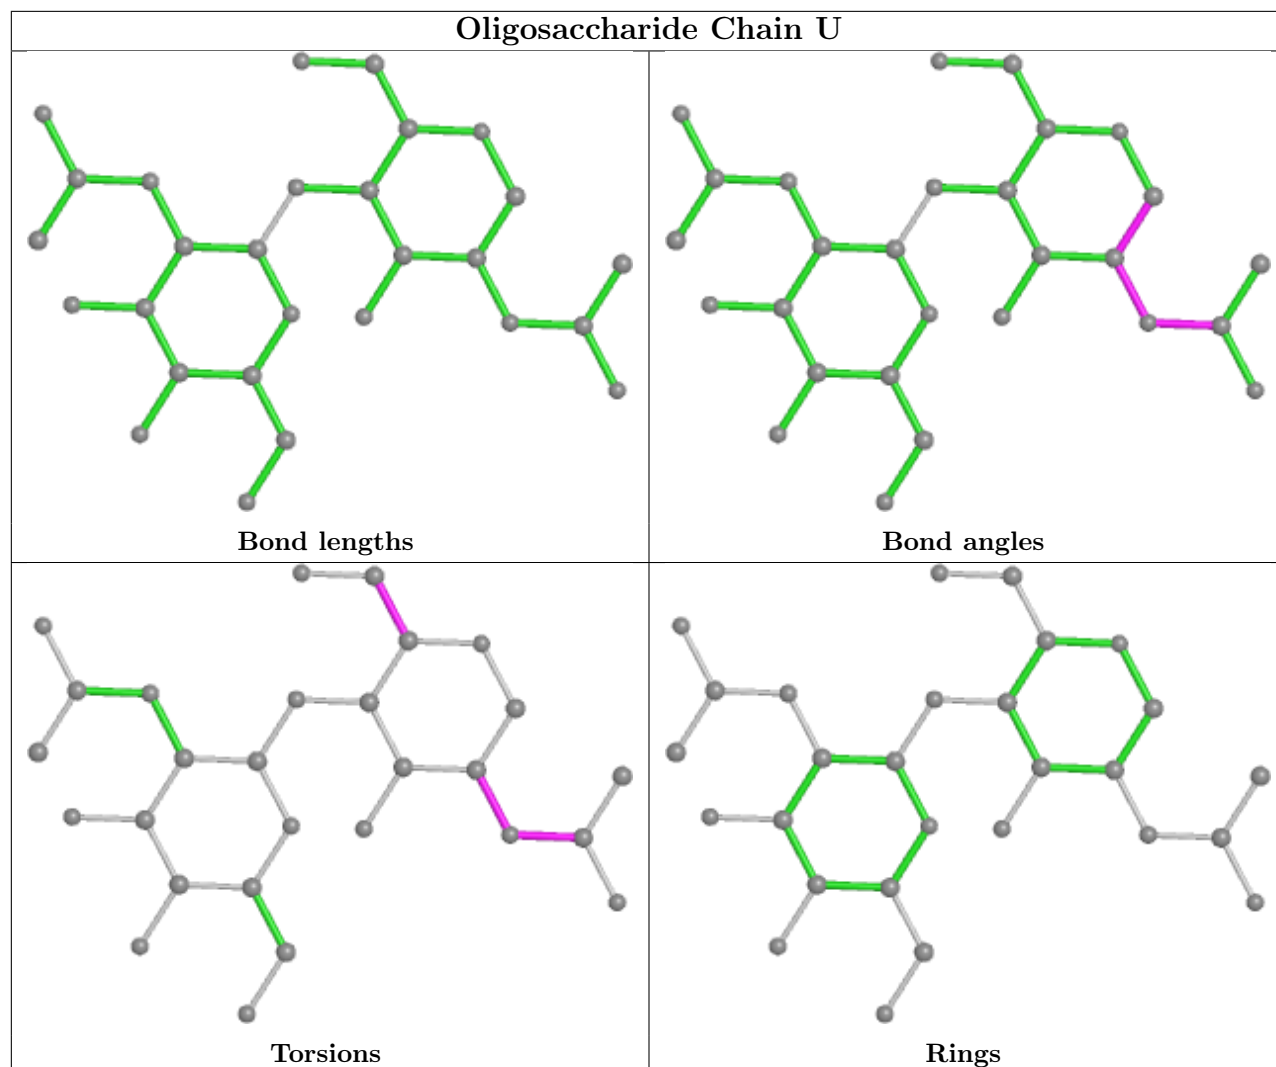 Oligosaccharide Chain U
Bond lengths
Bond angles
Torsions
Rings